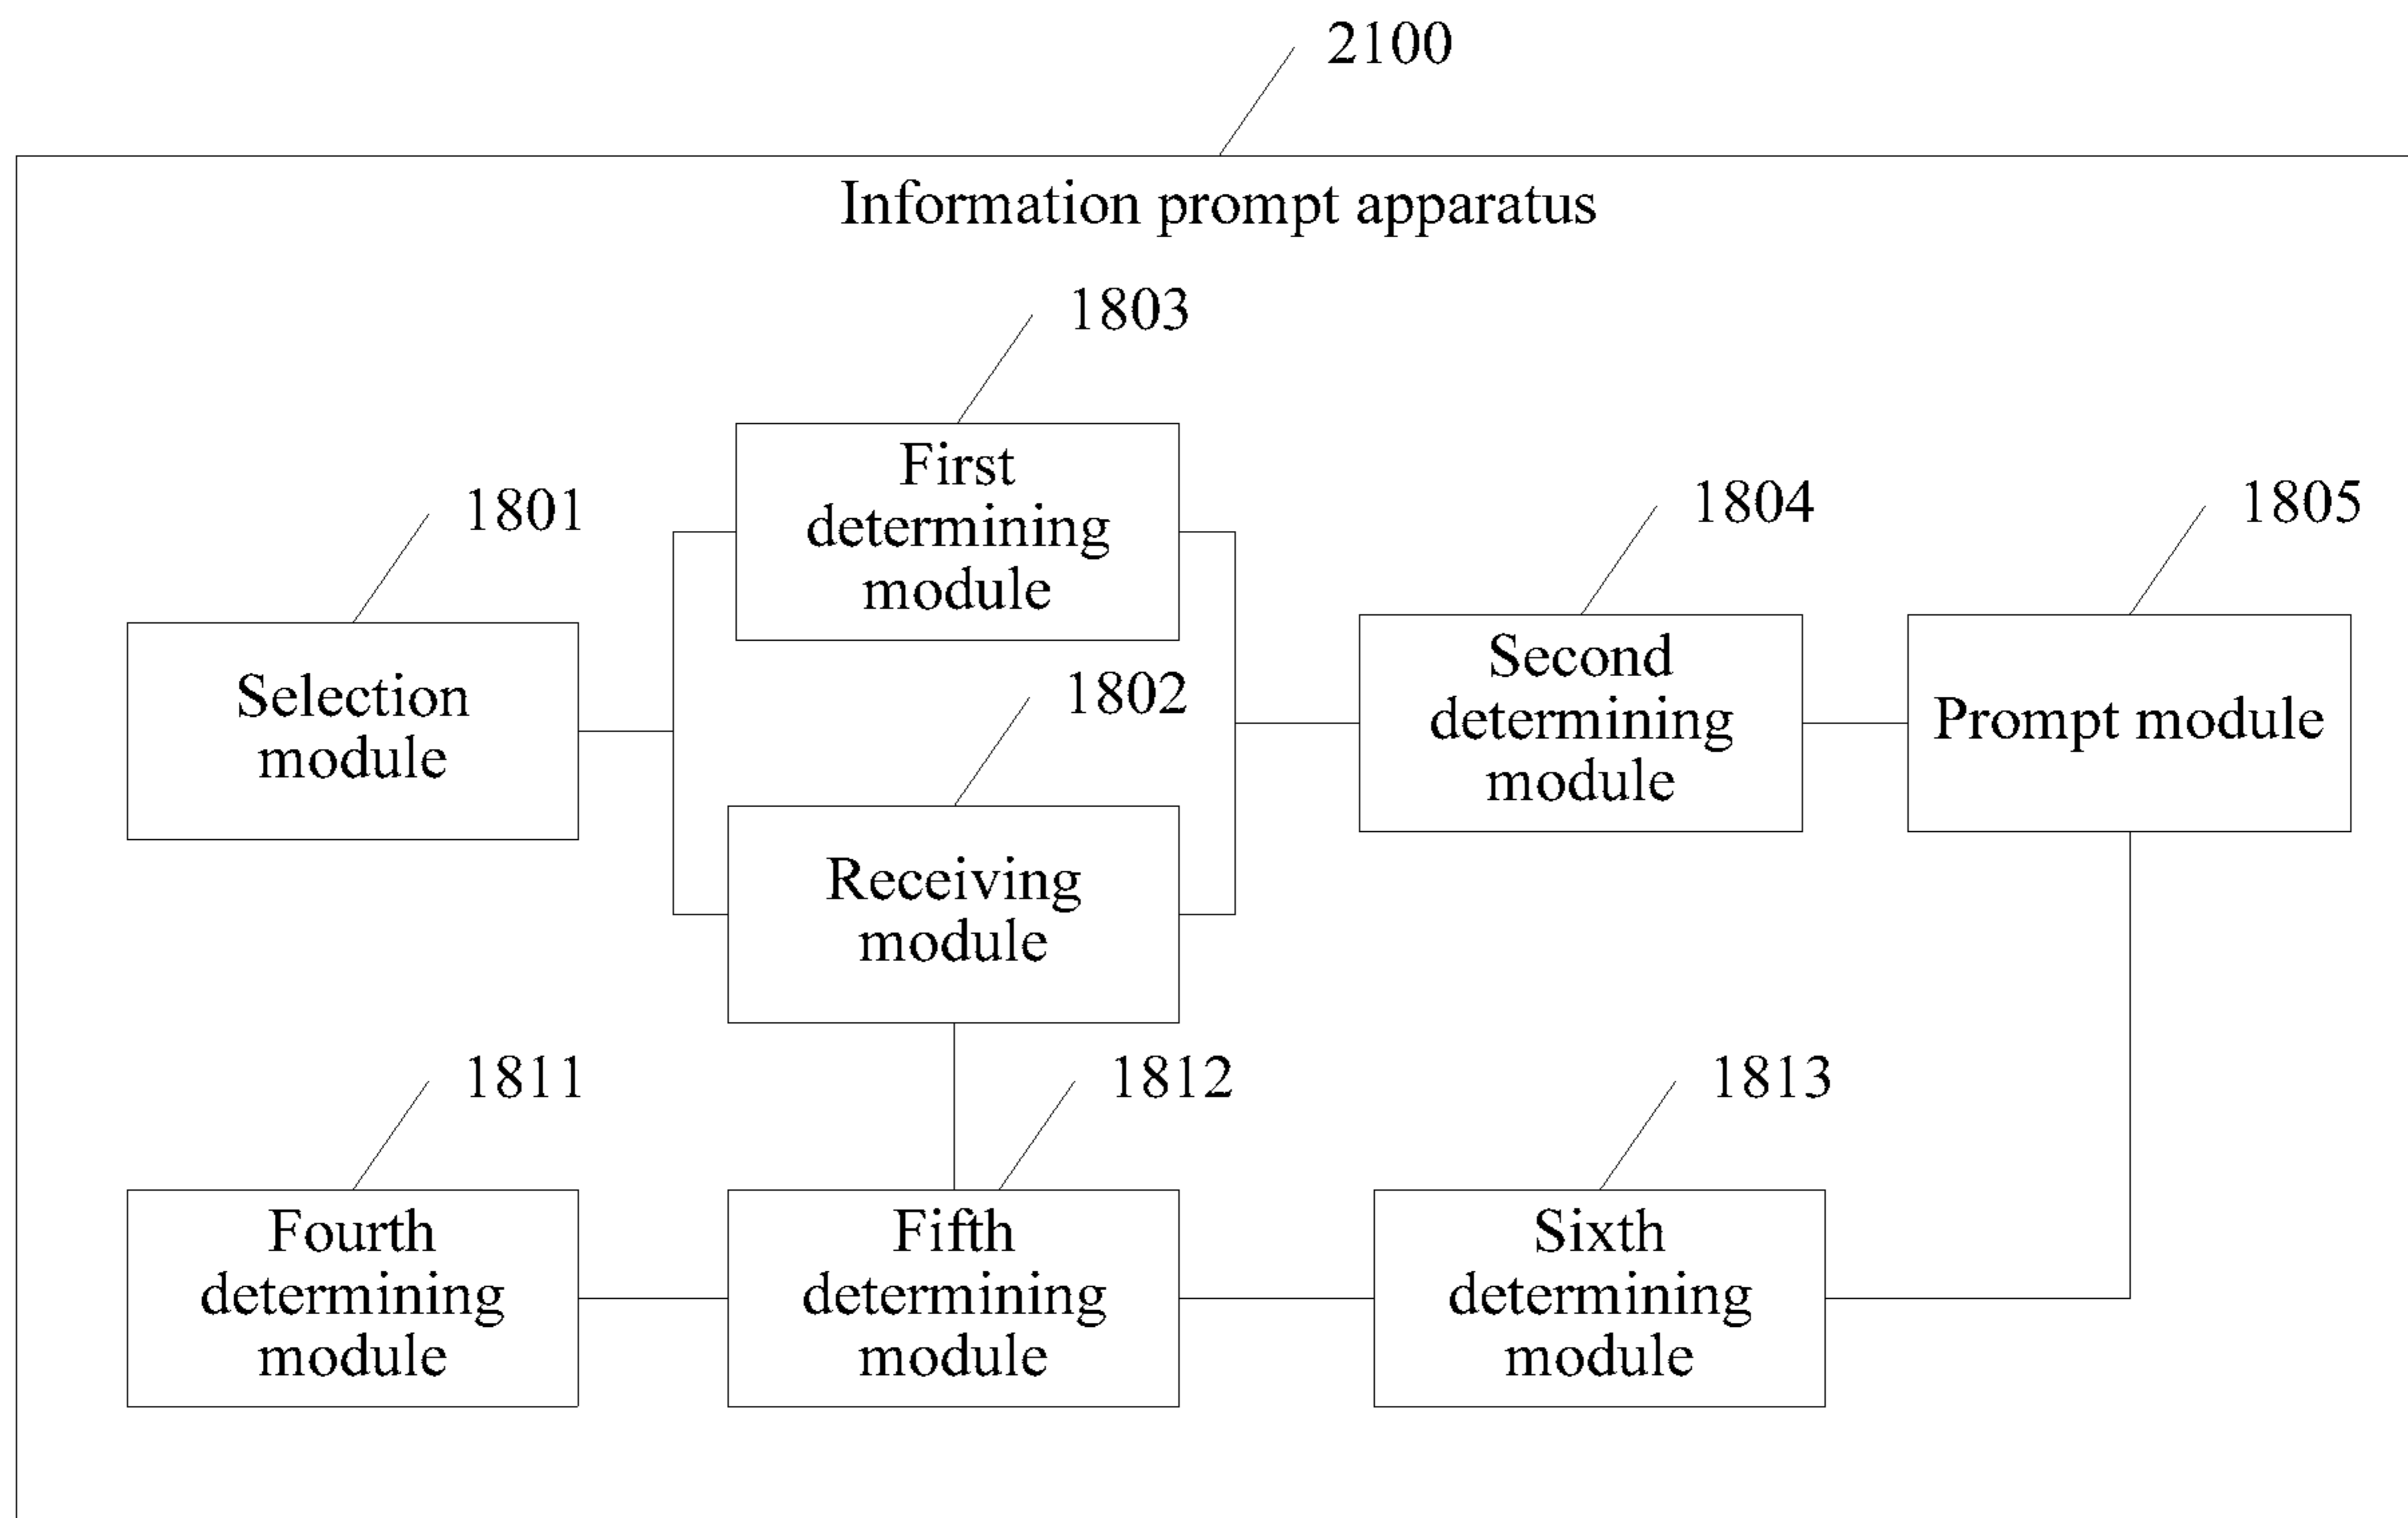 2100
Information prompt apparatus
1803
First
determining
module
1801
Selection
module
1802
Receiving
module
1804
Second
determining
module
1805
Prompt module
1811
Fourth
determining
module
1812
Fifth
determining
module
1813
Sixth
determining
module